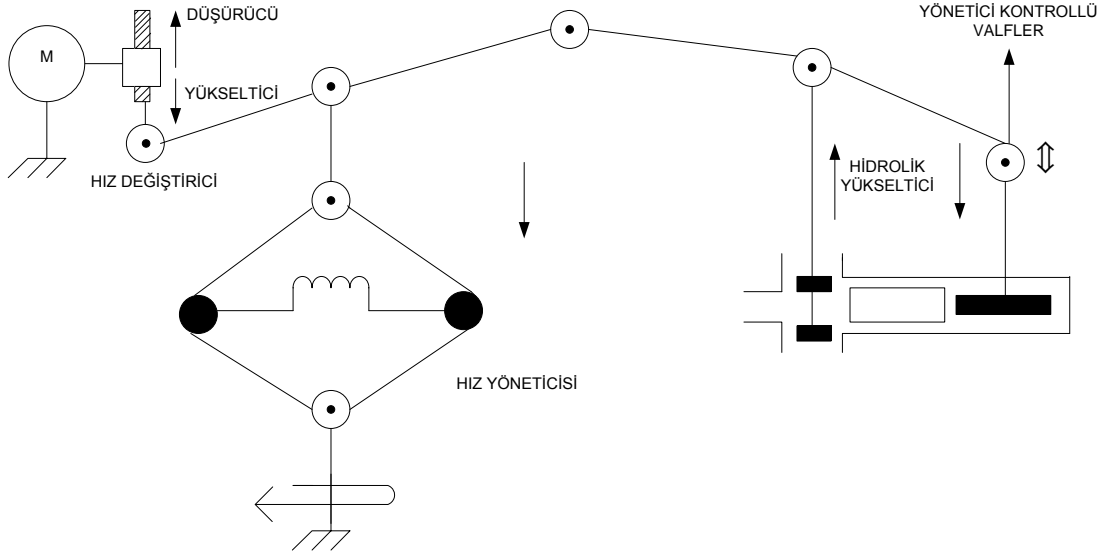 DÜŞÜRÜCÜ
M
YÜKSELTİCİ
HIZ DEĞİŞTİRİCİ
YÖNETİCİ KONTROLLÜ
VALFLER
HİDROLİK
YÜKSELTİCİ
HIZ YÖNETİCİSİ